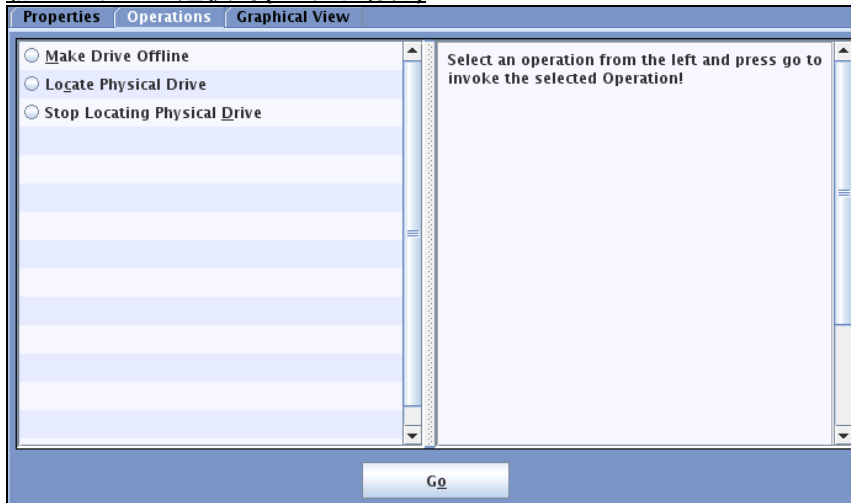 Properties Operations Graphical View
Make Drive Offline
Locate Physical Drive
Stop Locating Physical Drive
Select an operation from the left and press go to
invoke the selected Operation!
Go